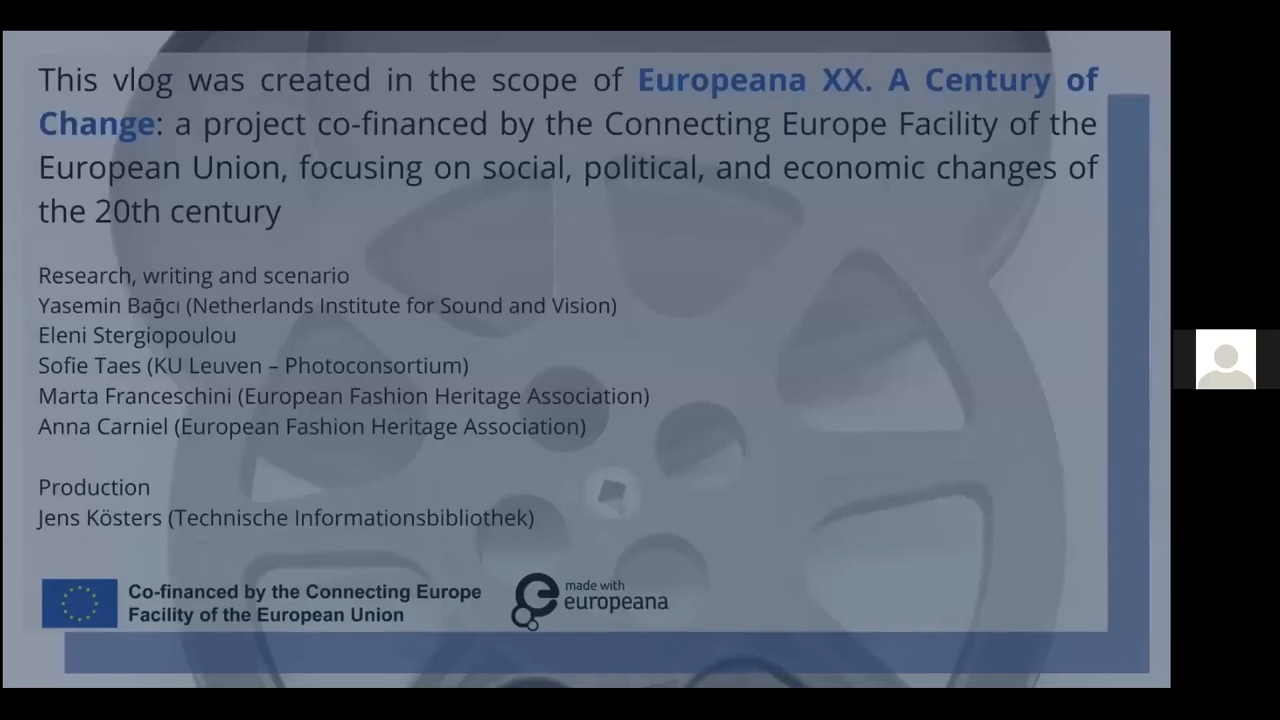 This vlog was created in the scope of Europeana XX. A Century of
Change: a project co-financed by the Connecting Europe Facility of the
European Union, focusing on social, political, and economic changes of
the 20th century
Research, writing and scenario
Yasemin Bağcı (Netherlands Institute for Sound and Vision)
Eleni Stergiopoulou
Sofie Taes (KU Leuven – Photoconsortium)
Marta Franceschini (European Fashion Heritage Association)
Anna Carniel (European Fashion Heritage Association)
Production
Jens Kösters (Technische Informationsbibliothek)
Co-financed by the Connecting Europe
Facility of the European Union
made with
europeana